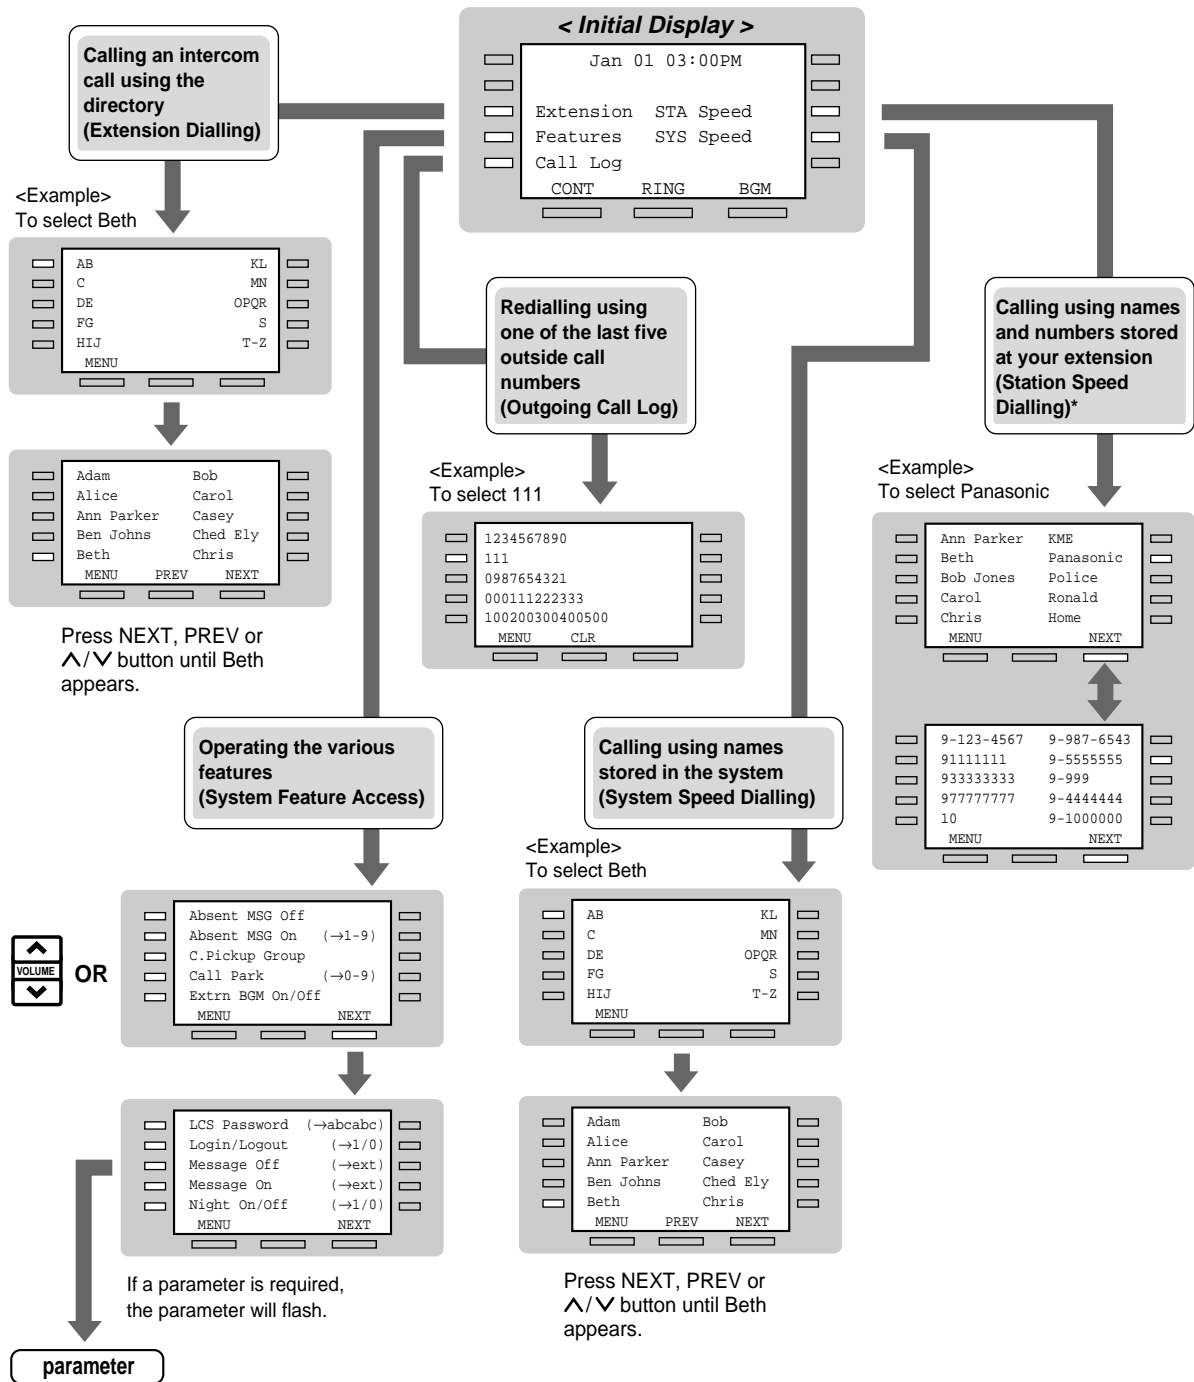 < Initial Display >
Jan 01 03:00PM
Extension STA Speed
Features SYS Speed
Call Log
CONT RING BGM
Calling an intercom
call using the
directory
(Extension Dialling)
<Example>
To select Beth
AB KL
C MN
DE OPQR
FG S
HIJ T-Z
MENU
Adam Bob
Alice Carol
Ann Parker Casey
Ben Johns Ched Ely
Beth Chris
MENU PREV NEXT
Press NEXT, PREV or
∧/∨ button until Beth
appears.
Redialling using
one of the last five
outside call
numbers
(Outgoing Call Log)
<Example>
To select 111
1234567890
111
0987654321
000111222333
100200300400500
MENU CLR
Calling using names
and numbers stored
at your extension
(Station Speed
Dialling)*
<Example>
To select Panasonic
Ann Parker KME
Beth Panasonic
Bob Jones Police
Carol Ronald
Chris Home
MENU NEXT
9-123-4567 9-987-6543
91111111 9-5555555
933333333 9-999
977777777 9-4444444
10 9-1000000
MENU NEXT
Operating the various
features
(System Feature Access)
VOLUME
OR
Absent MSG Off
Absent MSG On (→1-9)
C.Pickup Group
Call Park (→0-9)
Extrn BGM On/Off
MENU NEXT
LCS Password (→abcabc)
Login/Logout (→1/0)
Message Off (→ext)
Message On (→ext)
Night On/Off (→1/0)
MENU NEXT
If a parameter is required,
the parameter will flash.
parameter
Calling using names
stored in the system
(System Speed Dialling)
<Example>
To select Beth
AB KL
C MN
DE OPQR
FG S
HIJ T-Z
MENU
Adam Bob
Alice Carol
Ann Parker Casey
Ben Johns Ched Ely
Beth Chris
MENU PREV NEXT
Press NEXT, PREV or
∧/∨ button until Beth
appears.